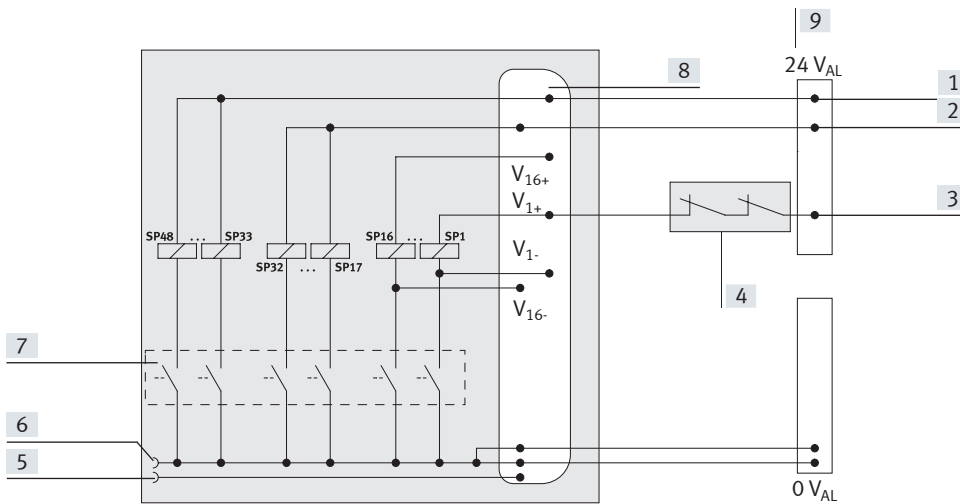 9
24 VAL
8
1
2
V16+
V1+
3
SP48 ... SP33
SP16 ... SP1
SP32 ... SP17
V1-
4
V16-
7
6
5
0 VAL